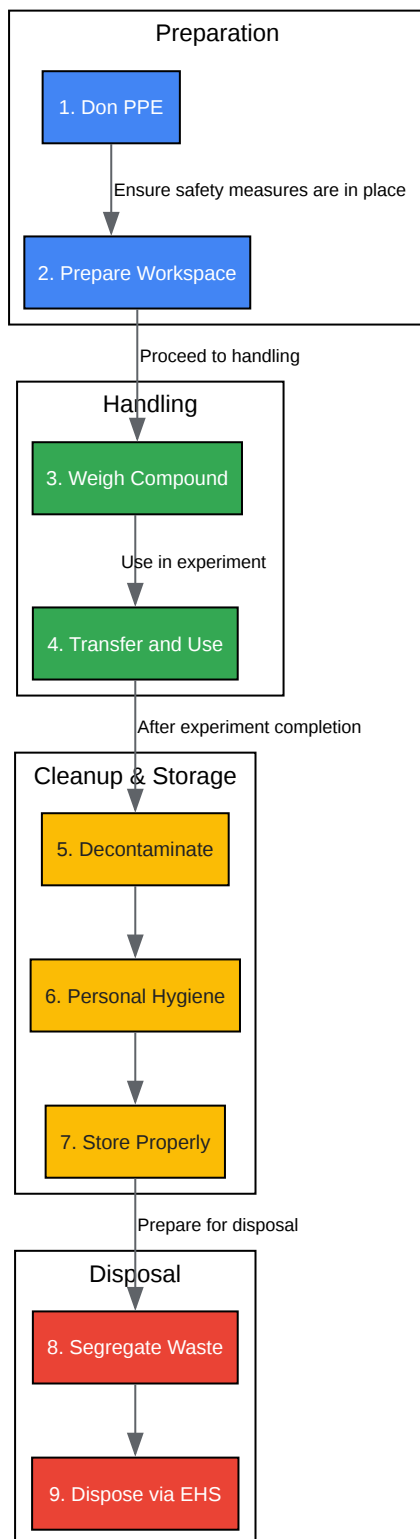 Preparation
1. Don PPE
Ensure safety measures are in place
2. Prepare Workspace
Proceed to handling
Handling
3. Weigh Compound
Use in experiment
4. Transfer and Use
After experiment completion
Cleanup & Storage
5. Decontaminate
6. Personal Hygiene
7. Store Properly
Prepare for disposal
Disposal
8. Segregate Waste
9. Dispose via EHS